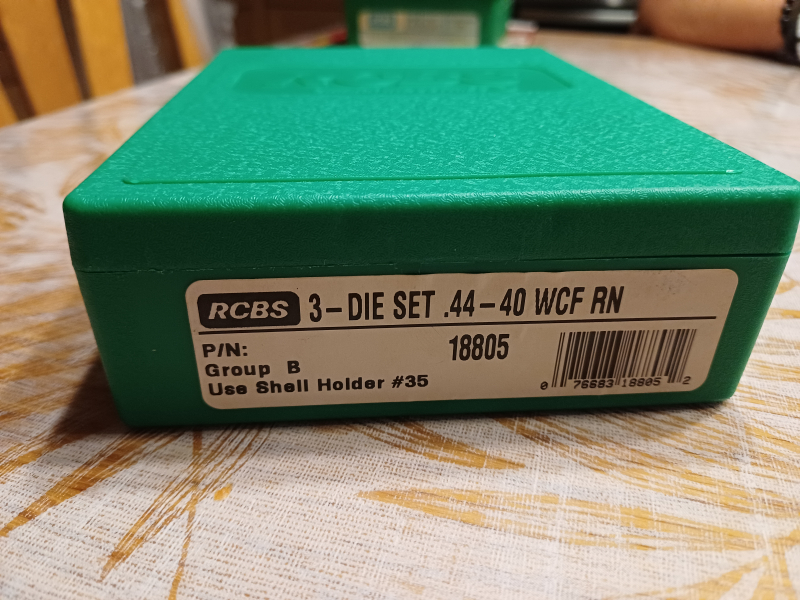 RCBS 3-DIE SET .44-40 WCF RN
P/N: 18805
Group B
Use Shell Holder #35
0 76683 18805 2